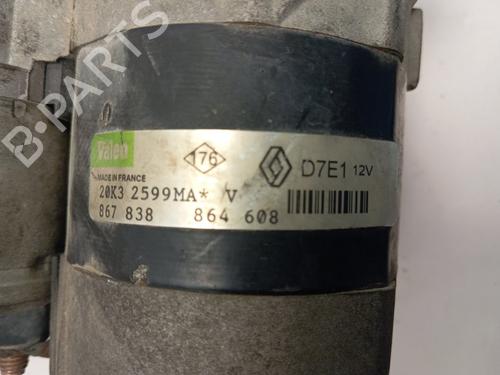 B-PARTS
Valeo
176
D7E1 12V
MADE IN FRANCE
20K3 2599MA* V
867 838 864 608